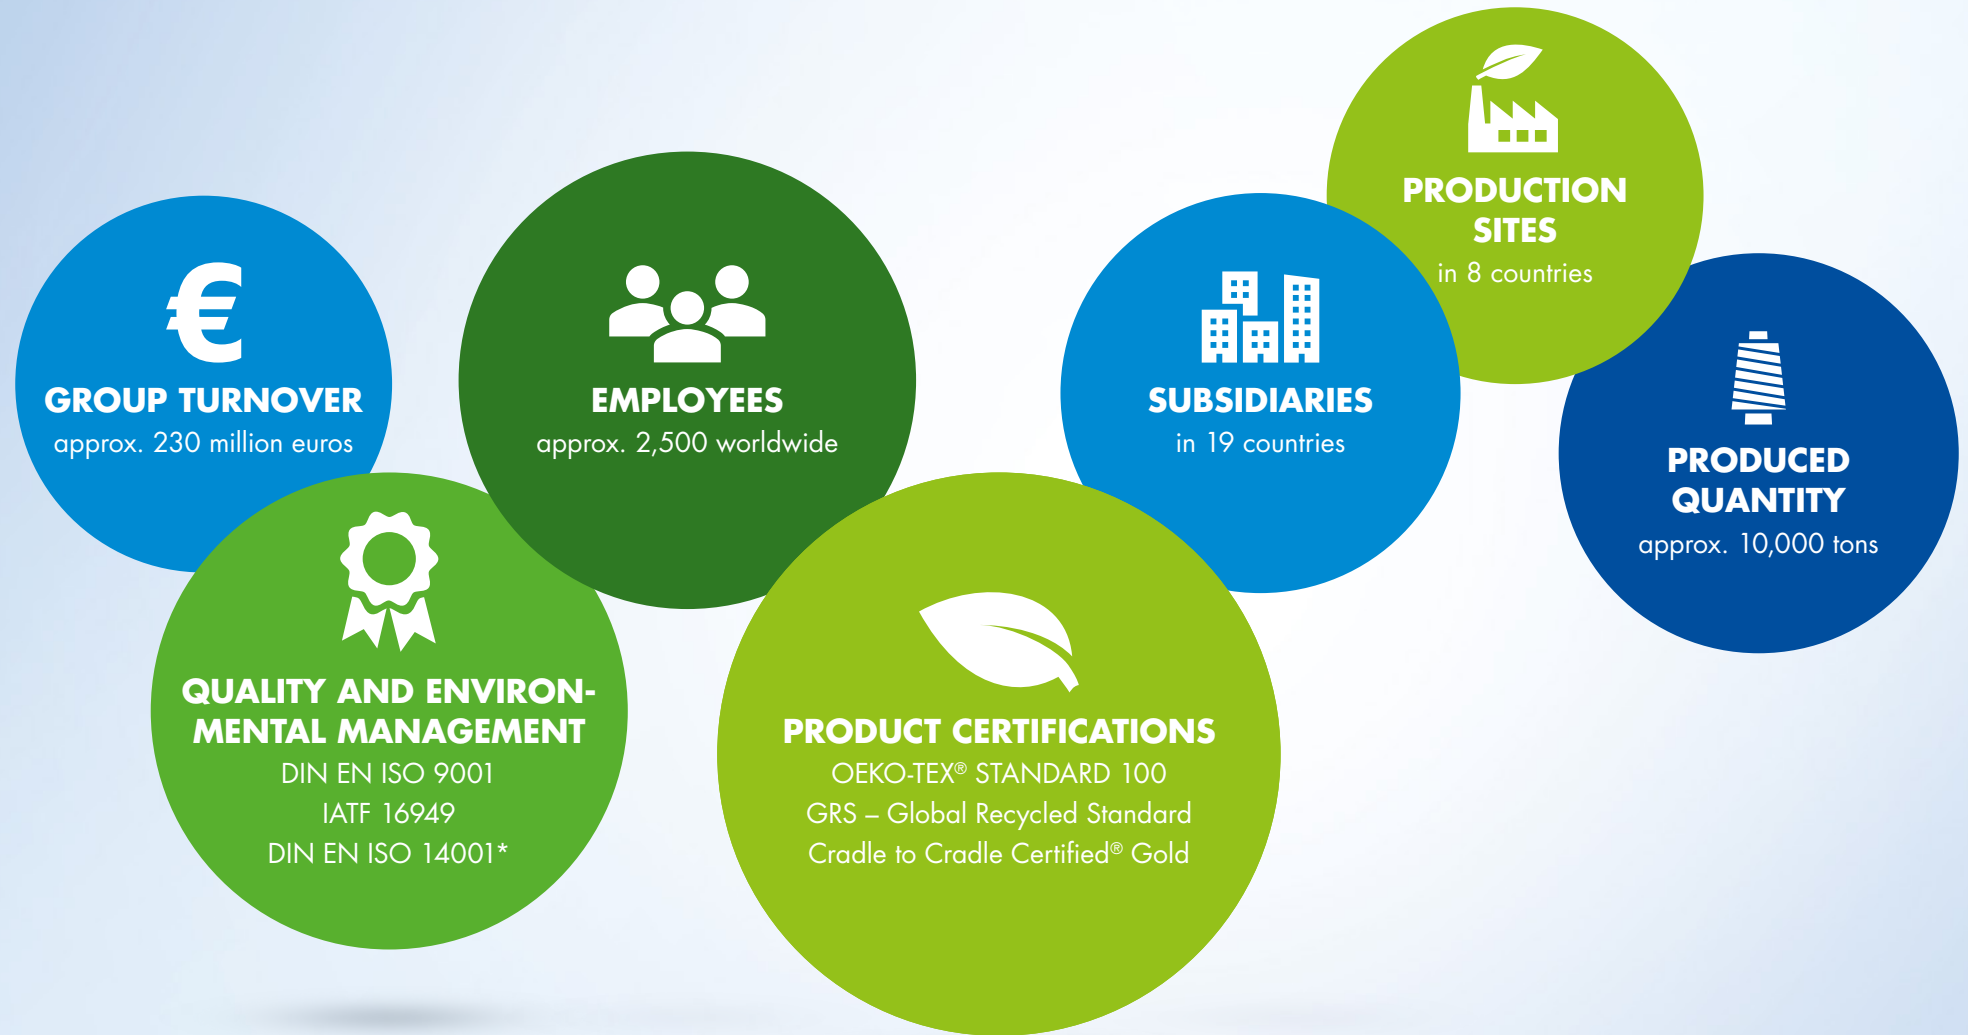 €
GROUP TURNOVER
approx. 230 million euros
EMPLOYEES
approx. 2,500 worldwide
SUBSIDIARIES
in 19 countries
PRODUCTION
SITES
in 8 countries
PRODUCED
QUANTITY
approx. 10,000 tons
QUALITY AND ENVIRON-
MENTAL MANAGEMENT
DIN EN ISO 9001
IATF 16949
DIN EN ISO 14001*
PRODUCT CERTIFICATIONS
OEKO-TEX® STANDARD 100
GRS – Global Recycled Standard
Cradle to Cradle Certified® Gold